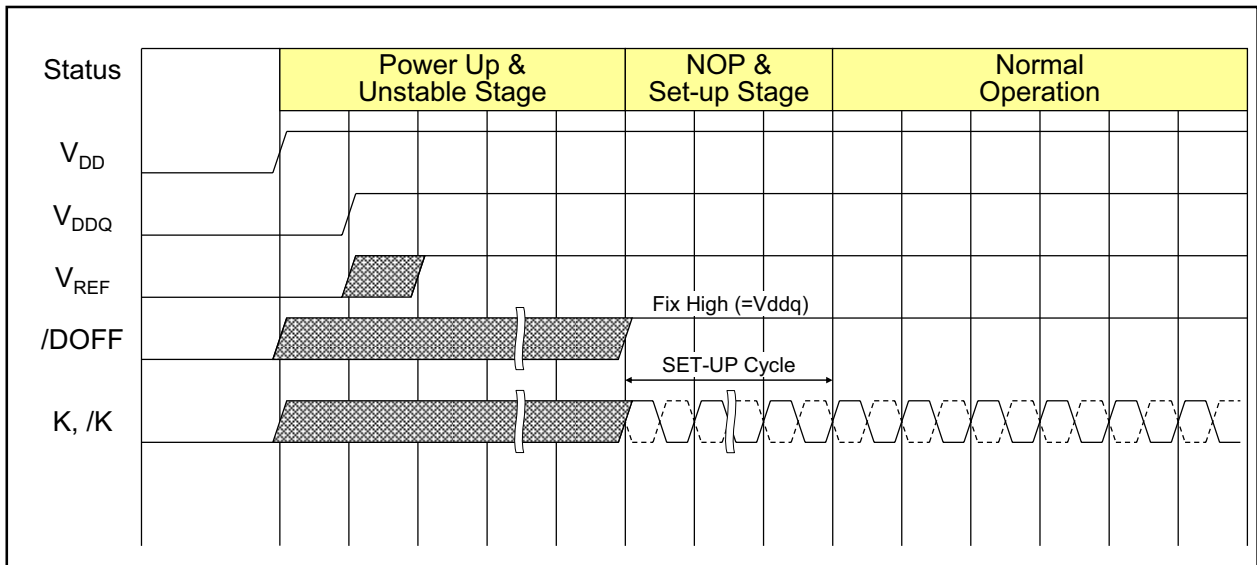 Status
Power Up &
Unstable Stage
NOP &
Set-up Stage
Normal
Operation
VDD
VDDQ
VREF
/DOFF
Fix High (=Vddq)
SET-UP Cycle
K, /K